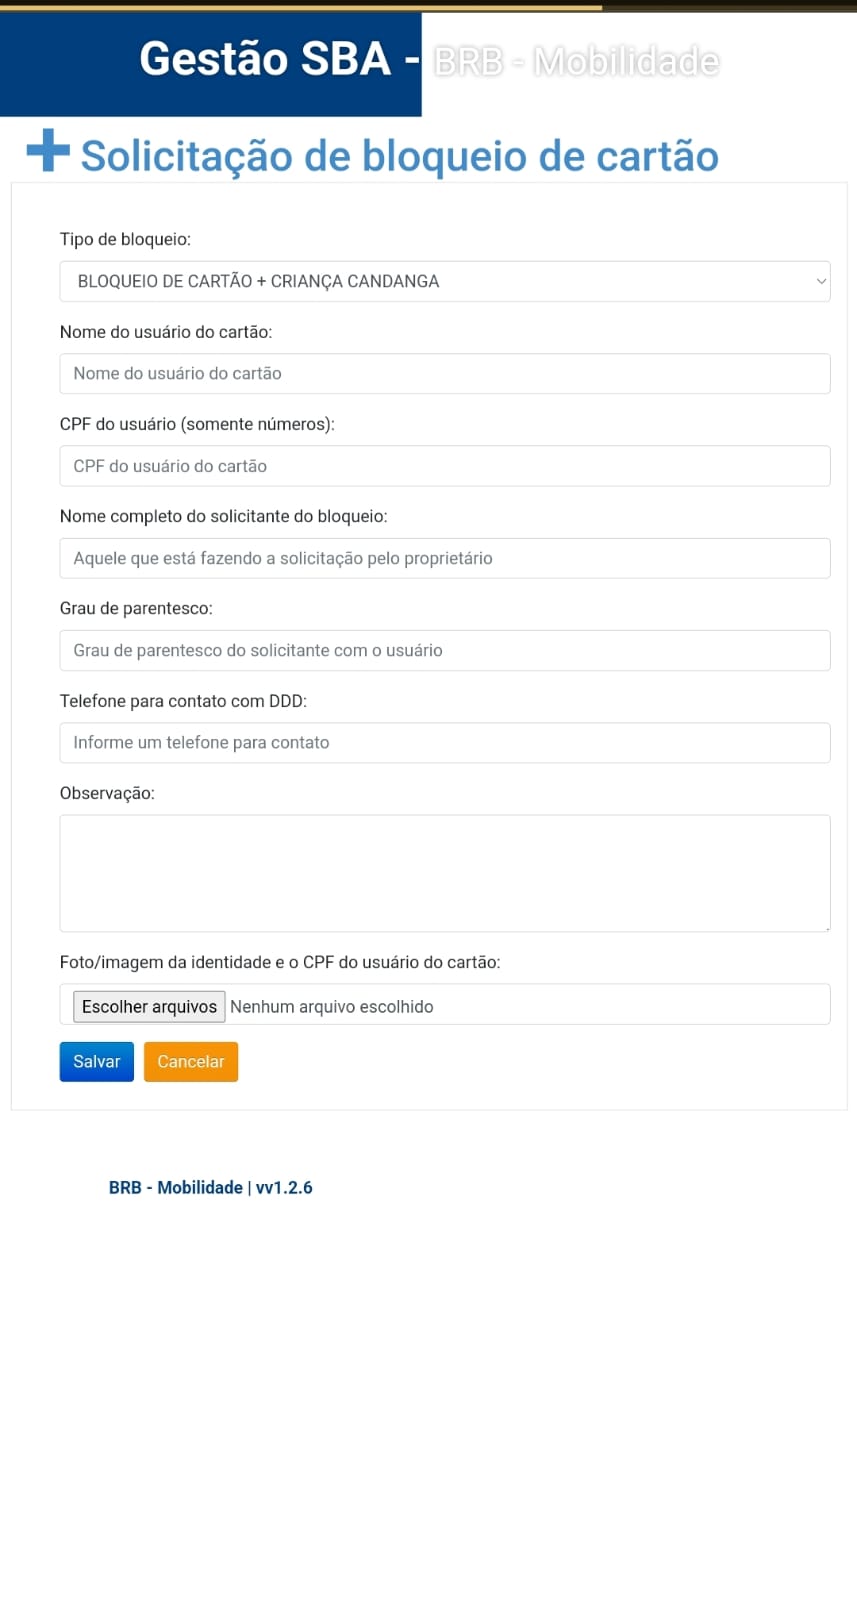 Gestão SBA - BRB - Mobilidade
Solicitação de bloqueio de cartão
Tipo de bloqueio:
BLOQUEIO DE CARTÃO + CRIANÇA CANDANGA
Nome do usuário do cartão:
Nome do usuário do cartão
CPF do usuário (somente números):
CPF do usuário do cartão
Nome completo do solicitante do bloqueio:
Aquele que está fazendo a solicitação pelo proprietário
Grau de parentesco:
Grau de parentesco do solicitante com o usuário
Telefone para contato com DDD:
Informe um telefone para contato
Observação:
Foto/imagem da identidade e o CPF do usuário do cartão:
Escolher arquivos Nenhum arquivo escolhido
Salvar Cancelar
BRB - Mobilidade | vv1.2.6